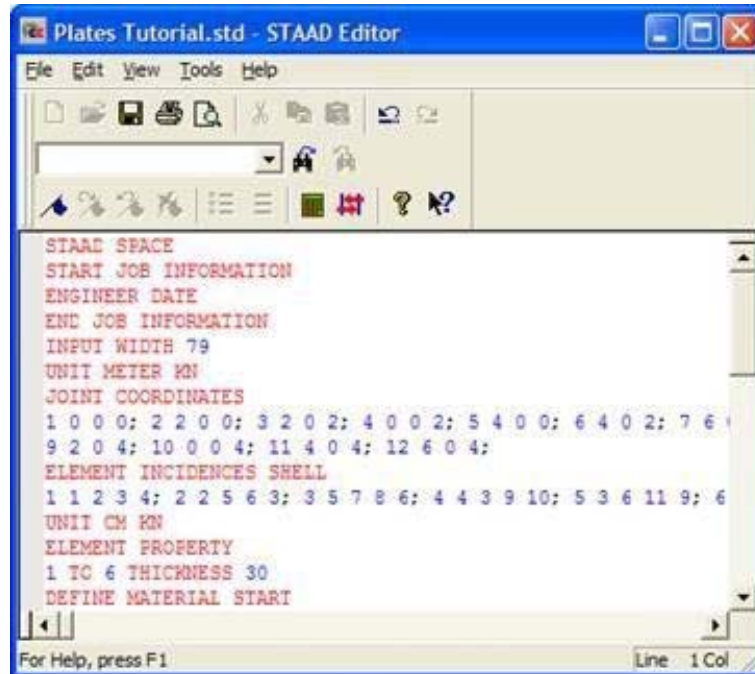 Plates Tutorial.std - STAAD Editor
File Edit View Tools Help
STAAD SPACE
START JOB INFORMATION
ENGINEER DATE
END JOB INFORMATION
INPUT WIDTH 79
UNIT METER KN
JOINT COORDINATES
1 0 0 0; 2 2 0 0; 3 2 0 2; 4 0 0 2; 5 4 0 0; 6 4 0 2; 7 6
9 2 0 4; 10 0 0 4; 11 4 0 4; 12 6 0 4;
ELEMENT INCIDENCES SHELL
1 1 2 3 4; 2 2 5 6 3; 3 5 7 8 6; 4 4 3 9 10; 5 3 6 11 9; 6
UNIT CM KN
ELEMENT PROPERTY
1 TO 6 THICKNESS 30
DEFINE MATERIAL START
For Help, press F1
Line 1 Col